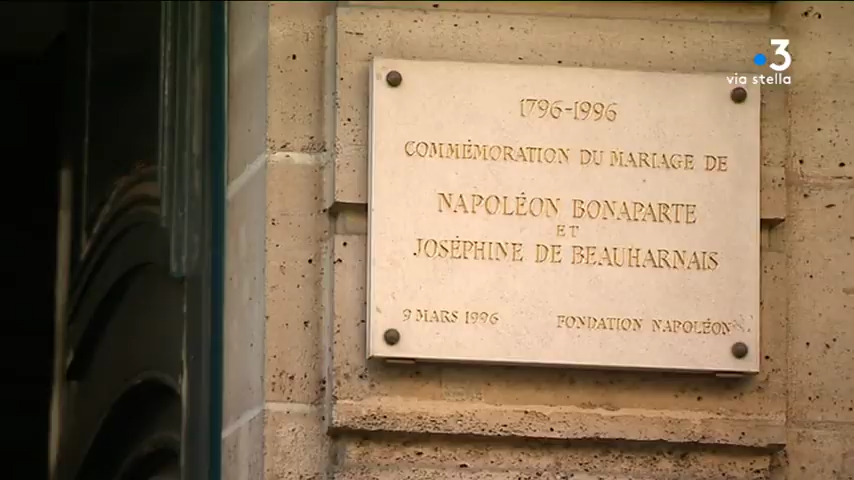 3
via stella
1796-1996
COMMÉMORATION DU MARIAGE DE
NAPOLÉON BONAPARTE
ET
JOSÉPHINE DE BEAUHARNAIS
9 MARS 1996 FONDATION NAPOLÉON